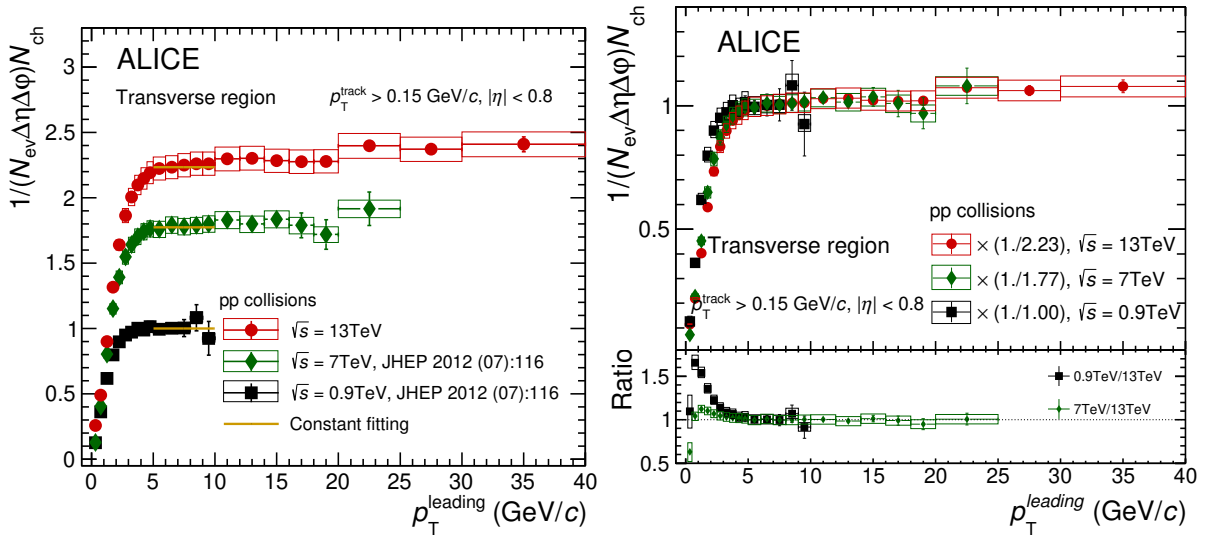 ALICE
Transverse region
p_T^track > 0.15 GeV/c, |η| < 0.8
1/(N_ev Δη Δφ)N_ch
3
2.5
2
1.5
1
0.5
0
pp collisions
√s = 13TeV
√s = 7TeV, JHEP 2012 (07):116
√s = 0.9TeV, JHEP 2012 (07):116
Constant fitting
0 5 10 15 20 25 30 35 40
p_T^leading (GeV/c)
ALICE
1/(N_ev Δη Δφ)N_ch
1
0.5
pp collisions
× (1./2.23), √s = 13TeV
× (1./1.77), √s = 7TeV
× (1./1.00), √s = 0.9TeV
Transverse region
p_T^track > 0.15 GeV/c, |η| < 0.8
Ratio
1.5
1
0.5
0.9TeV/13TeV
7TeV/13TeV
0 5 10 15 20 25 30 35 40
p_T^leading (GeV/c)